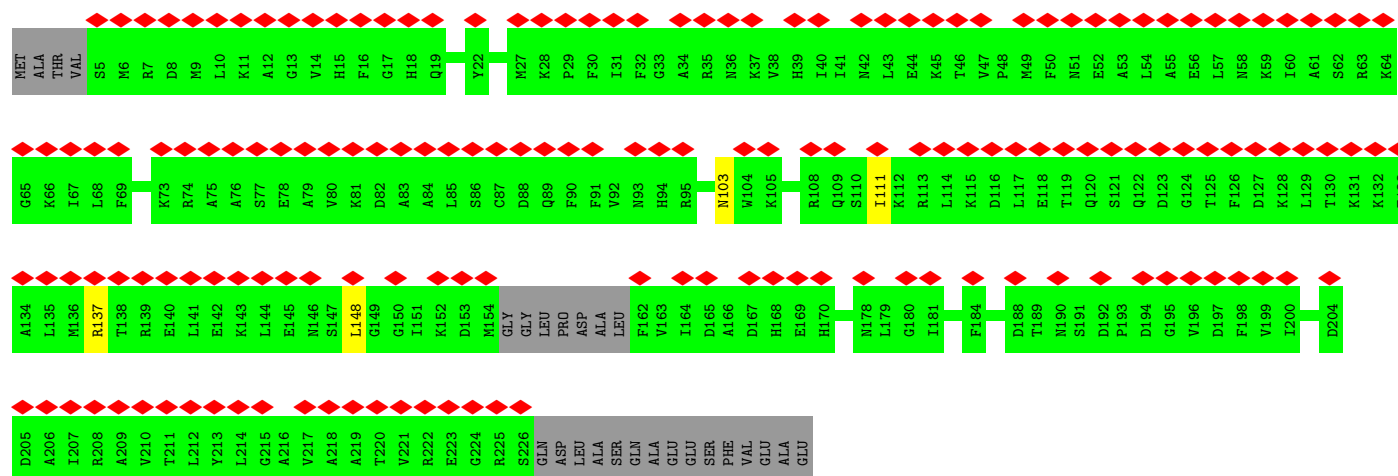 MET ALA THR VAL S5 M6 R7 D8 M9 L10 K11 A12 G13 V14 H15 F16 G17 H18 Q19 Y22 M27 K28 P29 F30 I31 F32 G33 A34 R35 N36 K37 V38 H39 I40 I41 N42 L43 E44 K45 T46 V47 P48 M49 F50 N51 E52 A53 L54 A55 E56 L57 N58 K59 I60 A61 S62 R63 K64
G65 K66 I67 L68 F69 K73 R74 A75 A76 S77 E78 A79 V80 K81 D82 A83 A84 L85 S86 C87 D88 Q89 F90 F91 V92 N93 H94 R95 N103 W104 K105 R108 Q109 S110 I111 K112 R113 L114 K115 D116 L117 E118 T119 Q120 S121 Q122 D123 G124 T125 F126 D127 K128 L129 T130 K131 K132
A134 L135 M136 R137 T138 R139 E140 L141 E142 K143 L144 E145 N146 S147 L148 G149 G150 I151 K152 D153 M154 GLY GLY LEU PRO ASP ALA LEU F162 V163 I164 D165 A166 D167 H168 E169 H170 N178 L179 G180 I181 F184 D188 T189 N190 S191 D192 P193 D194 G195 V196 D197 F198 V199 I200 D204
D205 A206 I207 R208 A209 V210 T211 L212 Y213 L214 G215 A216 V217 A218 A219 T220 V221 R222 E223 G224 R225 S226 GLN ASP LEU ALA SER GLN ALA GLU GLU SER PHE VAL GLU ALA GLU